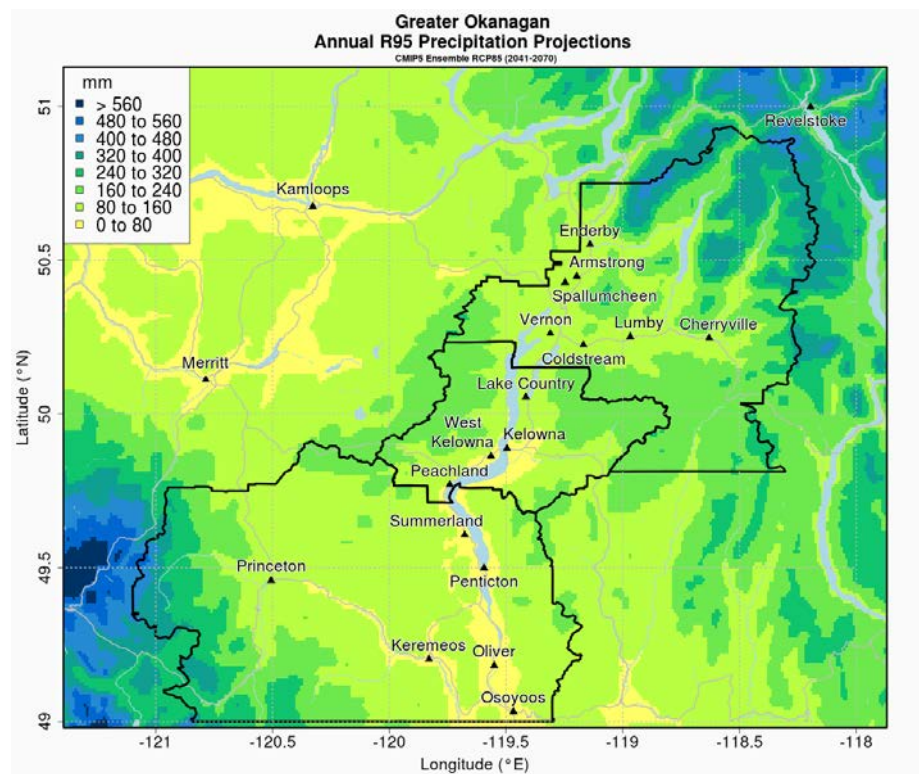 Greater Okanagan
Annual R95 Precipitation Projections
CMIP5 Ensemble RCP85 (2041-2070)
mm
> 560
480 to 560
400 to 480
320 to 400
240 to 320
160 to 240
80 to 160
0 to 80
Revelstoke
Kamloops
Enderby
Armstrong
Spallumcheen
Vernon
Lumby
Cherryville
Coldstream
Merritt
Lake Country
West
Kelowna
Kelowna
Peachland
Summerland
Princeton
Penticton
Keremeos
Oliver
Osoyoos
51
50.5
50
49.5
49
Latitude (°N)
-121
-120.5
-120
-119.5
-119
-118.5
-118
Longitude (°E)